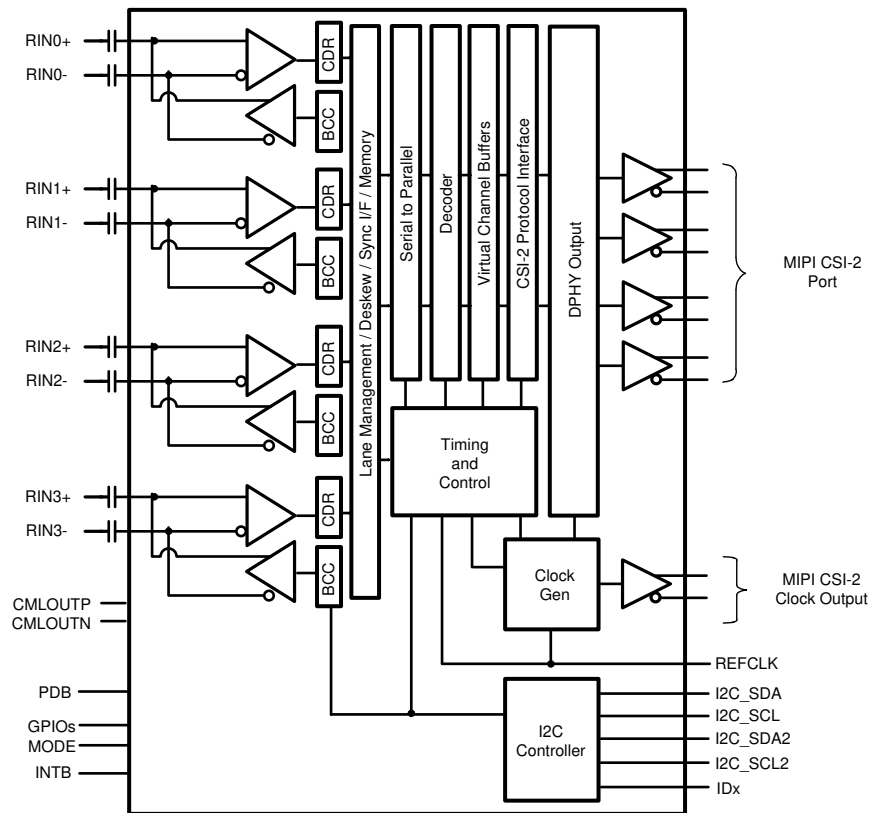 RIN0+
RIN0-
CDR
BCC
RIN1+
RIN1-
CDR
BCC
RIN2+
RIN2-
CDR
BCC
RIN3+
RIN3-
CDR
BCC
Lane Management / Deskew / Sync I/F / Memory
Serial to Parallel
Decoder
Virtual Channel Buffers
CSI-2 Protocol Interface
DPHY Output
MIPI CSI-2
Port
Timing
and
Control
Clock
Gen
MIPI CSI-2
Clock Output
CMLOUTP
CMLOUTN
REFCLK
PDB
GPIOs
MODE
INTB
I2C
Controller
I2C_SDA
I2C_SCL
I2C_SDA2
I2C_SCL2
IDx